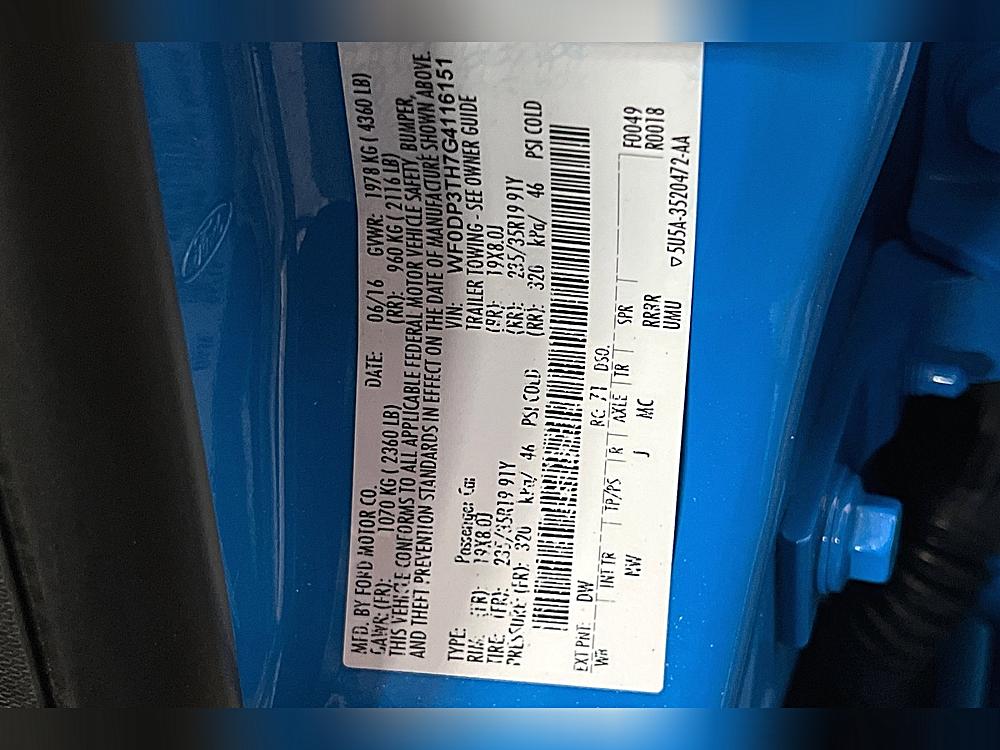 MFD. BY FORD MOTOR CO. DATE: 06/16 GVWR: 1978 KG ( 4360 LB)
GAWR: (FR): 1070 KG ( 2360 LB) (RR): 960 KG ( 2116 LB)
THIS VEHICLE CONFORMS TO ALL APPLICABLE FEDERAL MOTOR VEHICLE SAFETY, BUMPER,
AND THEFT PREVENTION STANDARDS IN EFFECT ON THE DATE OF MANUFACTURE SHOWN ABOVE.
VIN: WF0DP3TH7G4116151
TYPE: Passenger Car TRAILER TOWING - SEE OWNER GUIDE
RIM: (FR): 19X8.0J (RR): 19X8.0J
TIRE: (FR): 235/35R19 91Y (RR): 235/35R19 91Y
PRESSURE (FR): 320 kPa/ 46 PSI COLD (RR): 320 kPa/ 46 PSI COLD
EXT PNT: DW RC: 71 DSO: F0049
WB INT TR TP/PS R AXLE TR SPR R0018
NW J MC RR3R
UMU
5U5A-3520472-AA
Ford